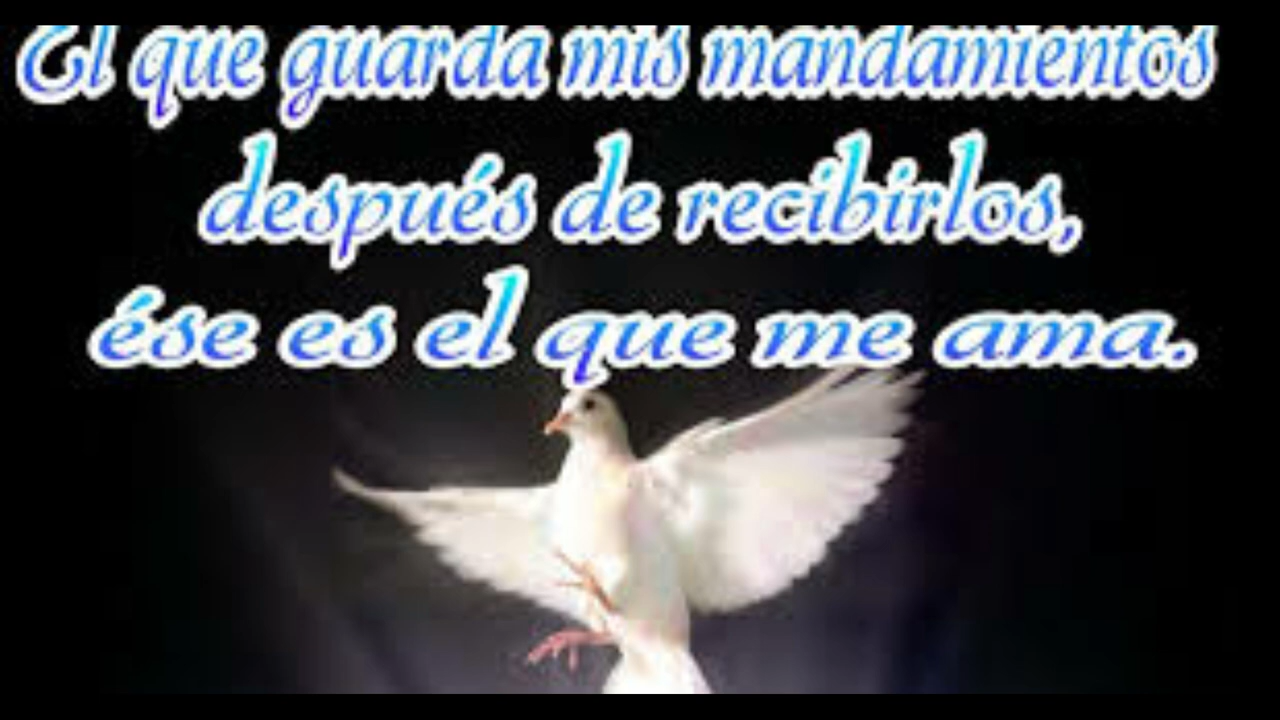 El que guarda mis mandamientos
después de recibirlos,
ése es el que me ama.